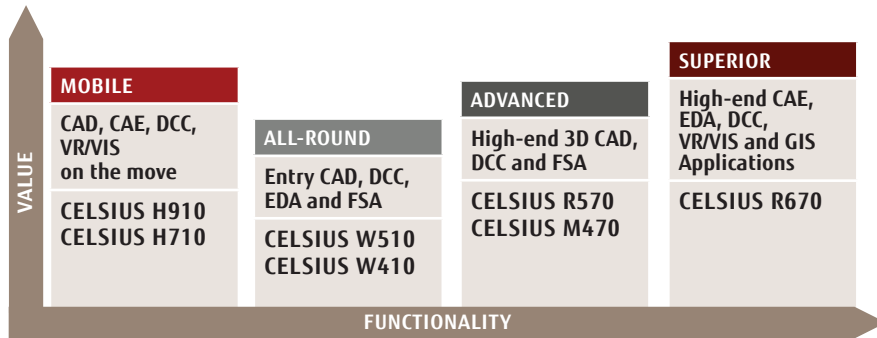 VALUE
MOBILE
CAD, CAE, DCC,
VR/VIS
on the move
CELSIUS H910
CELSIUS H710
ALL-ROUND
Entry CAD, DCC,
EDA and FSA
CELSIUS W510
CELSIUS W410
ADVANCED
High-end 3D CAD,
DCC and FSA
CELSIUS R570
CELSIUS M470
SUPERIOR
High-end CAE,
EDA, DCC,
VR/VIS and GIS
Applications
CELSIUS R670
FUNCTIONALITY